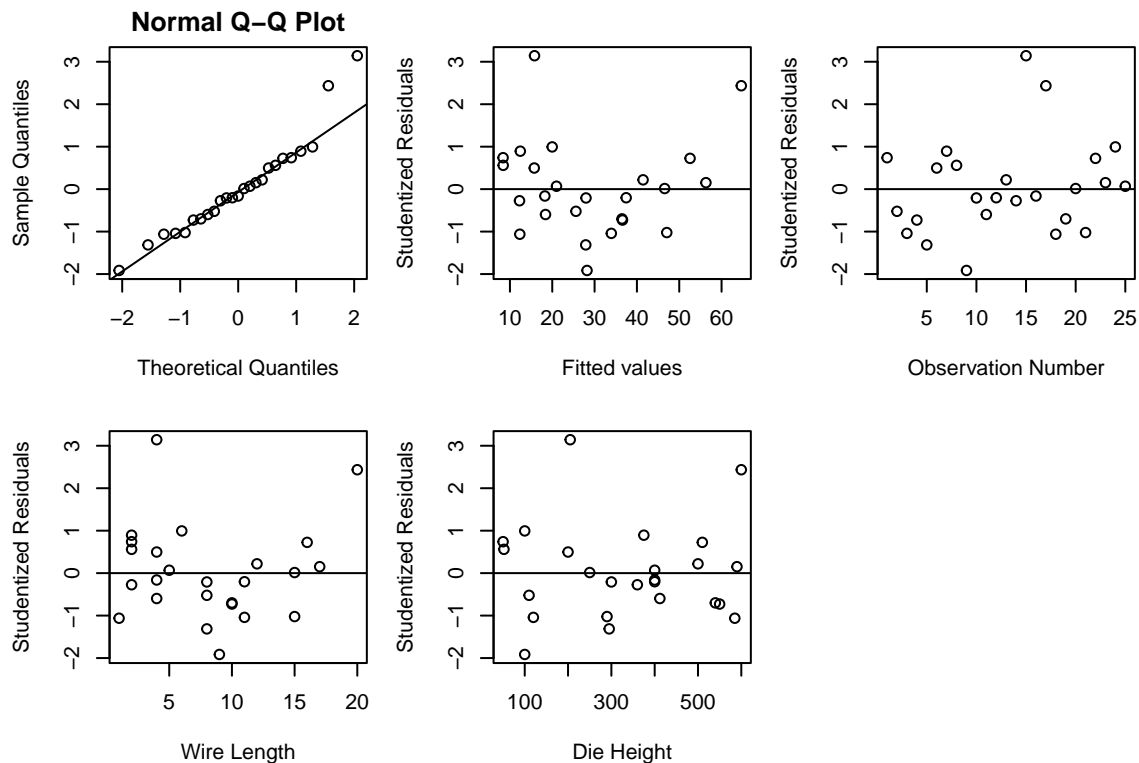 Normal Q−Q Plot
Sample Quantiles
−2 −1 0 1 2 3
−2 −1 0 1 2
Theoretical Quantiles
Studentized Residuals
−2 −1 0 1 2 3
10 20 30 40 50 60
Fitted values
Studentized Residuals
−2 −1 0 1 2 3
5 10 15 20 25
Observation Number
Studentized Residuals
−2 −1 0 1 2 3
5 10 15 20
Wire Length
Studentized Residuals
−2 −1 0 1 2 3
100 300 500
Die Height